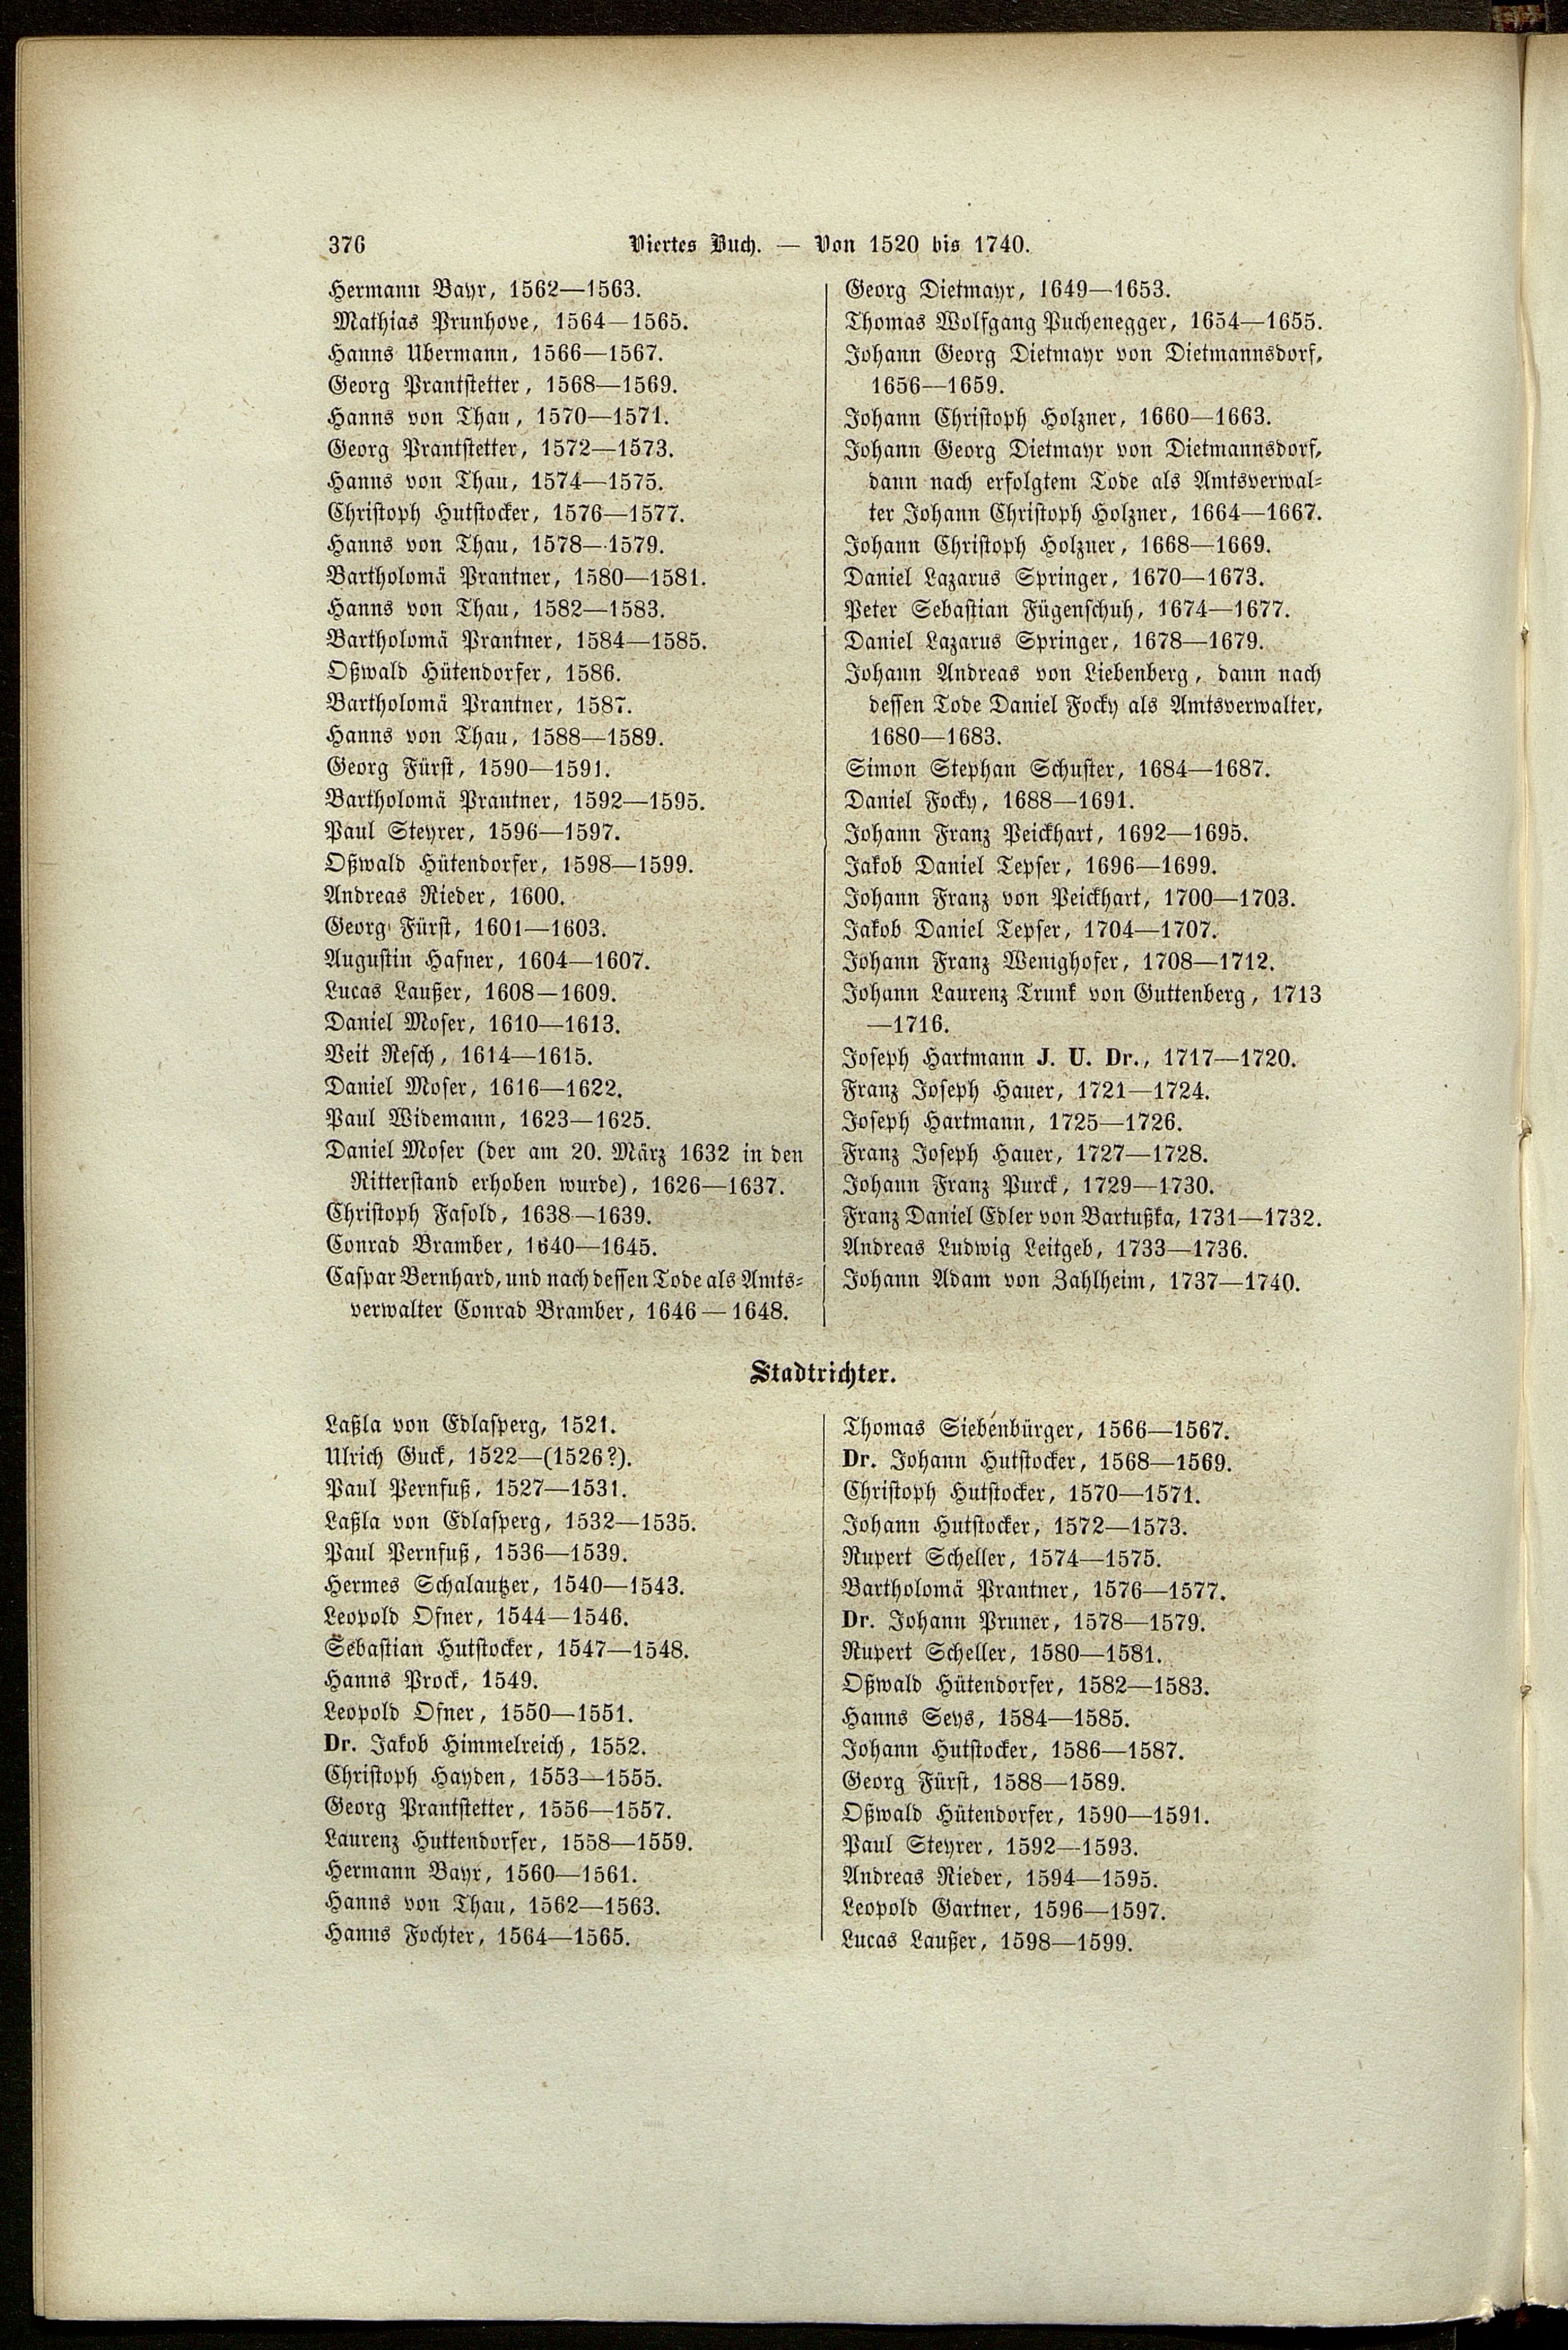 376 Viertes Buch. — Von 1520 bis 1740.
Hermann Bayr, 1562—1563.
Mathias Prunhove, 1564—1565.
Hanns Übermann, 1566—1567.
Georg Prantstetter, 1568—1569.
Hanns von Thau, 1570—1571.
Georg Prantstetter, 1572—1573.
Hanns von Thau, 1574—1575.
Christoph Hutstocker, 1576—1577.
Hanns von Thau, 1578—1579.
Bartholomä Prantner, 1580—1581.
Hanns von Thau, 1582—1583.
Bartholomä Prantner, 1584—1585.
Oßwald Hütendorfer, 1586.
Bartholomä Prantner, 1587.
Hanns von Thau, 1588—1589.
Georg Fürst, 1590—1591.
Bartholomä Prantner, 1592—1595.
Paul Steyrer, 1596—1597.
Oßwald Hütendorfer, 1598—1599.
Andreas Rieder, 1600.
Georg Fürst, 1601—1603.
Augustin Hafner, 1604—1607.
Lucas Laußer, 1608—1609.
Daniel Moser, 1610—1613.
Veit Resch, 1614—1615.
Daniel Moser, 1616—1622.
Paul Widemann, 1623—1625.
Daniel Moser (der am 20. März 1632 in den
Ritterstand erhoben wurde), 1626—1637.
Christoph Fasold, 1638—1639.
Conrad Bramber, 1640—1645.
Caspar Bernhard, und nach dessen Tode als Amts-
verwalter Conrad Bramber, 1646—1648.
Georg Dietmayr, 1649—1653.
Thomas Wolfgang Puchenegger, 1654—1655.
Johann Georg Dietmayr von Dietmannsdorf,
1656—1659.
Johann Christoph Holzner, 1660—1663.
Johann Georg Dietmayr von Dietmannsdorf,
dann nach erfolgtem Tode als Amtsverwal-
ter Johann Christoph Holzner, 1664—1667.
Johann Christoph Holzner, 1668—1669.
Daniel Lazarus Springer, 1670—1673.
Peter Sebastian Fügenschuh, 1674—1677.
Daniel Lazarus Springer, 1678—1679.
Johann Andreas von Liebenberg, dann nach
dessen Tode Daniel Focky als Amtsverwalter,
1680—1683.
Simon Stephan Schuster, 1684—1687.
Daniel Focky, 1688—1691.
Johann Franz Peickhart, 1692—1695.
Jakob Daniel Tepser, 1696—1699.
Johann Franz von Peickhart, 1700—1703.
Jakob Daniel Tepser, 1704—1707.
Johann Franz Wenighofer, 1708—1712.
Johann Laurenz Trunk von Guttenberg, 1713
—1716.
Joseph Hartmann J. U. Dr., 1717—1720.
Franz Joseph Hauer, 1721—1724.
Joseph Hartmann, 1725—1726.
Franz Joseph Hauer, 1727—1728.
Johann Franz Purck, 1729—1730.
Franz Daniel Edler von Bartußka, 1731—1732.
Andreas Ludwig Leitgeb, 1733—1736.
Johann Adam von Zahlheim, 1737—1740.
Stadtrichter.
Laßla von Edlasperg, 1521.
Ulrich Guck, 1522—(1526?).
Paul Pernfuß, 1527—1531.
Laßla von Edlasperg, 1532—1535.
Paul Pernfuß, 1536—1539.
Hermes Schalautzer, 1540—1543.
Leopold Ofner, 1544—1546.
Sebastian Hutstocker, 1547—1548.
Hanns Prock, 1549.
Leopold Ofner, 1550—1551.
Dr. Jakob Himmelreich, 1552.
Christoph Hayden, 1553—1555.
Georg Prantstetter, 1556—1557.
Laurenz Huttendorfer, 1558—1559.
Hermann Bayr, 1560—1561.
Hanns von Thau, 1562—1563.
Hanns Fochter, 1564—1565.
Thomas Siebenbürger, 1566—1567.
Dr. Johann Hutstocker, 1568—1569.
Christoph Hutstocker, 1570—1571.
Johann Hutstocker, 1572—1573.
Rupert Scheller, 1574—1575.
Bartholomä Prantner, 1576—1577.
Dr. Johann Pruner, 1578—1579.
Rupert Scheller, 1580—1581.
Oßwald Hütendorfer, 1582—1583.
Hanns Seys, 1584—1585.
Johann Hutstocker, 1586—1587.
Georg Fürst, 1588—1589.
Oßwald Hütendorfer, 1590—1591.
Paul Steyrer, 1592—1593.
Andreas Rieder, 1594—1595.
Leopold Gartner, 1596—1597.
Lucas Laußer, 1598—1599.